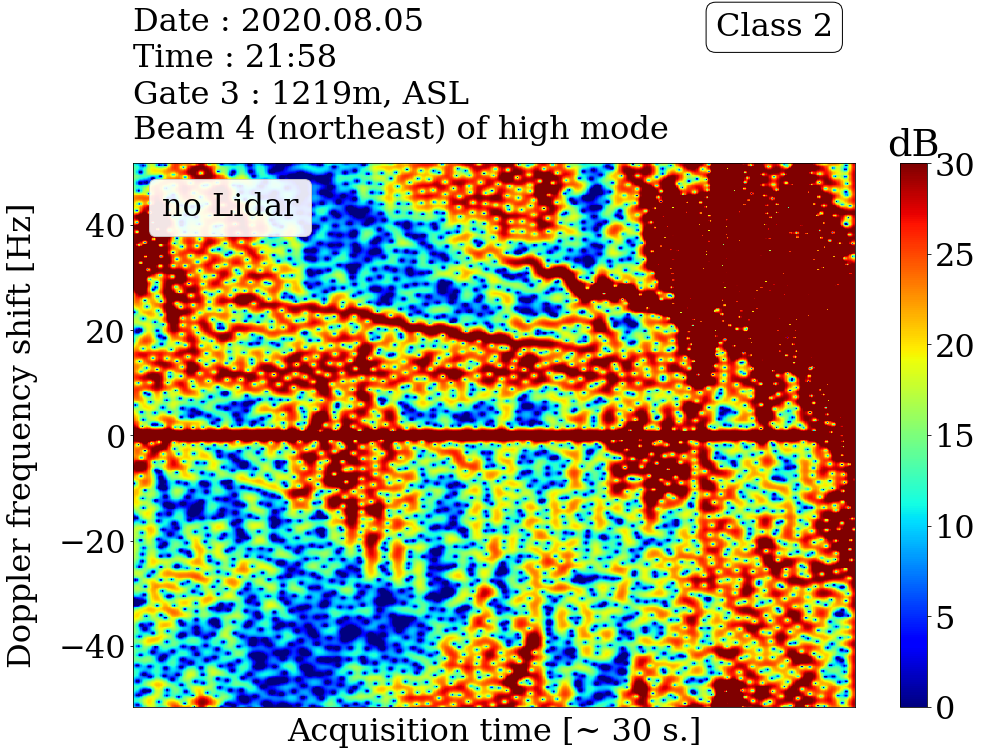 Date : 2020.08.05
Time : 21:58
Gate 3 : 1219m, ASL
Beam 4 (northeast) of high mode
Class 2
dB
no Lidar
Doppler frequency shift [Hz]
40
20
0
−20
−40
Acquisition time [~ 30 s.]
30
25
20
15
10
5
0